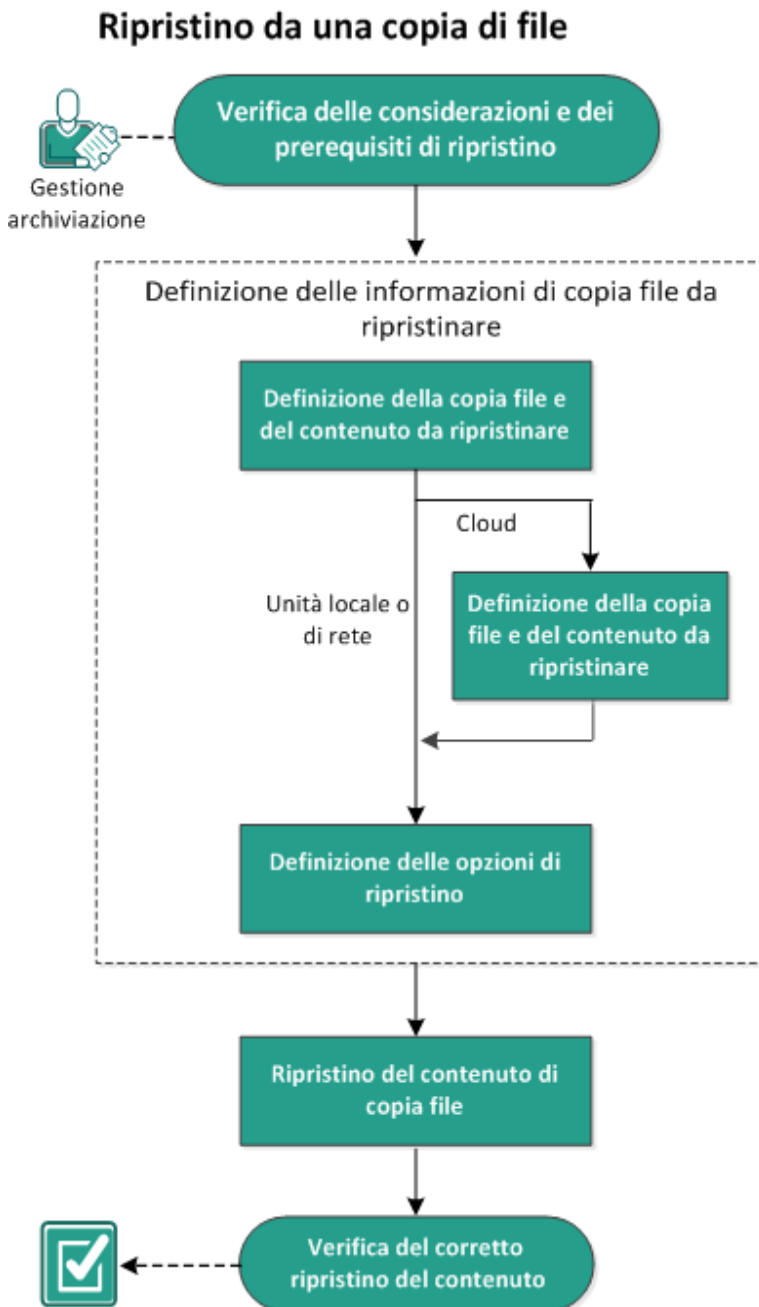 Ripristino da una copia di file
Verifica delle considerazioni e dei
prerequisiti di ripristino
Gestione
archiviazione
Definizione delle informazioni di copia file da
ripristinare
Definizione della copia file e
del contenuto da ripristinare
Cloud
Unità locale o
di rete
Definizione della copia
file e del contenuto da
ripristinare
Definizione delle opzioni di
ripristino
Ripristino del contenuto di
copia file
Verifica del corretto
ripristino del contenuto